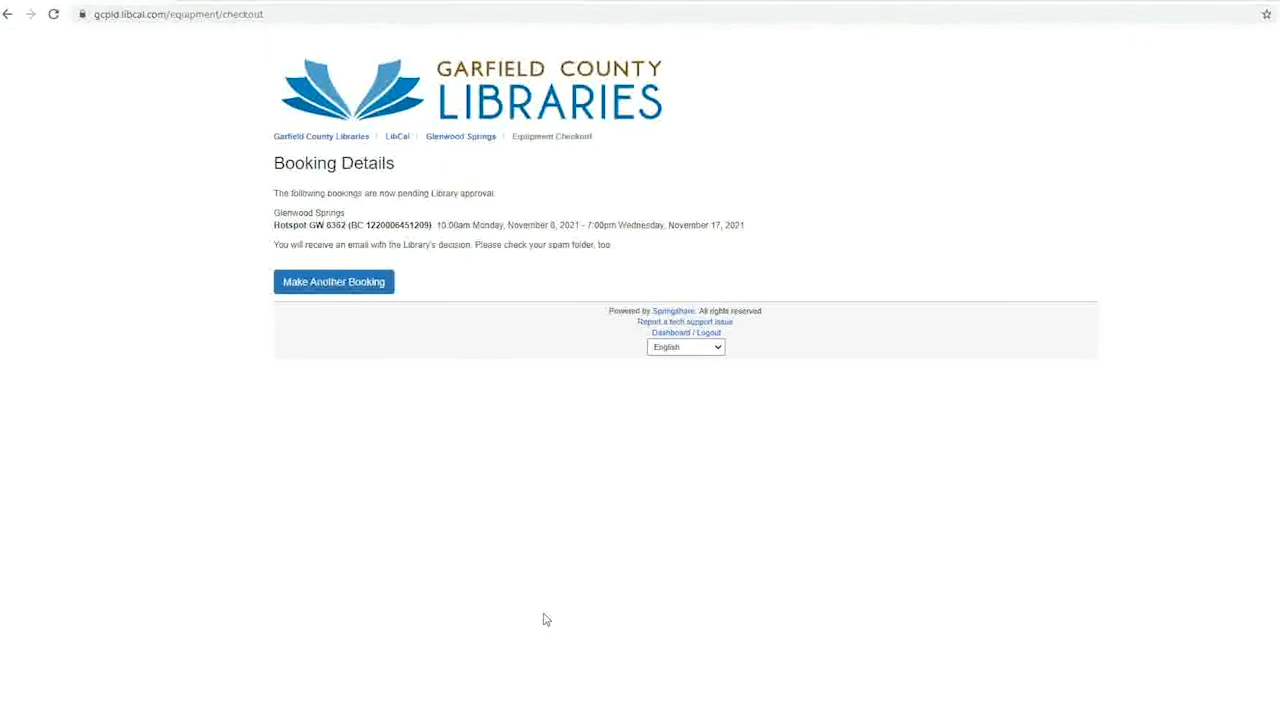 gcpld.libcal.com/equipment/checkout
GARFIELD COUNTY
LIBRARIES
Garfield County Libraries
LibCal
Glenwood Springs
Equipment Checkout
Booking Details
The following bookings are now pending Library approval.
Glenwood Springs
Hotspot GW 6362 (BC 1220006451209) 10:00am Monday, November 8, 2021 - 7:00pm Wednesday, November 17, 2021
You will receive an email with the Library's decision. Please check your spam folder, too
Make Another Booking
Powered by Springshare. All rights reserved
Report a tech support issue
Dashboard / Logout
English